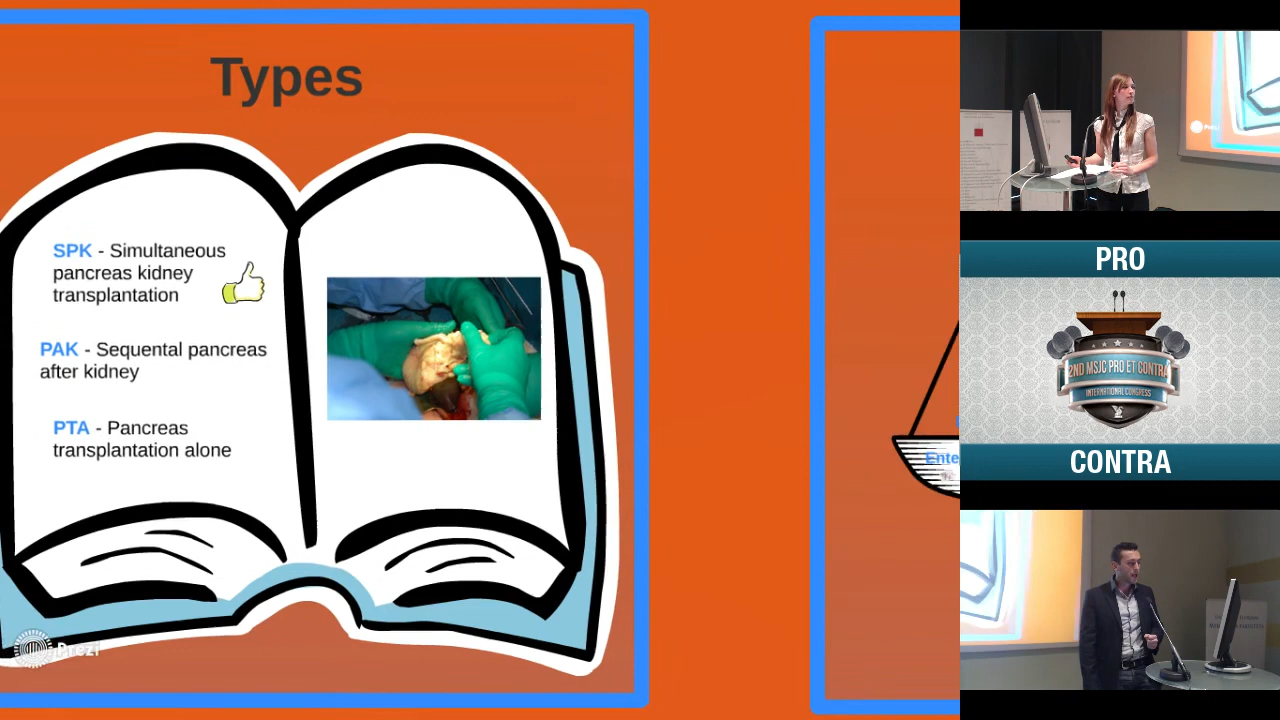 Types
SPK - Simultaneous
pancreas kidney
transplantation
PAK - Sequental pancreas
after kidney
PTA - Pancreas
transplantation alone
Prezi
Ente
PRO
2ND MSJC PRO ET CONTRA
INTERNATIONAL CONGRESS
CONTRA